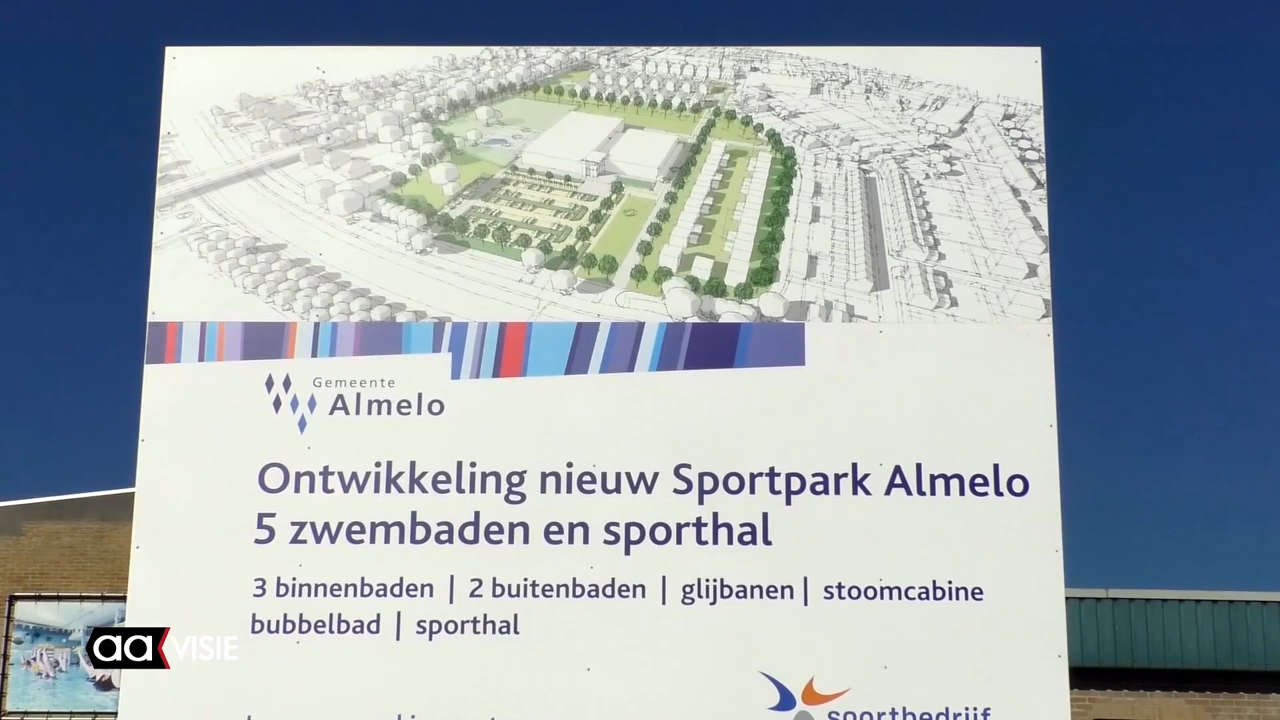 Gemeente
Almelo
Ontwikkeling nieuw Sportpark Almelo
5 zwembaden en sporthal
3 binnenbaden | 2 buitenbaden | glijbanen | stoomcabine
bubbelbad | sporthal
aa VISIE
sportbedrijf